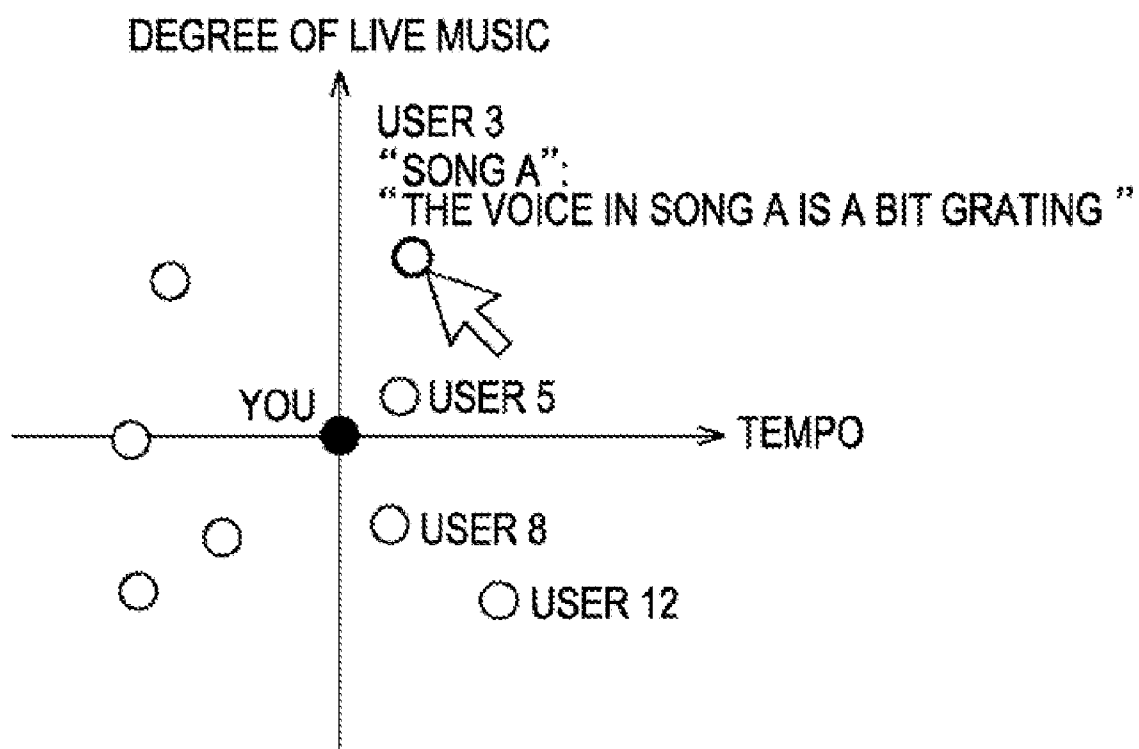 DEGREE OF LIVE MUSIC
USER 3
“SONG A”:
“THE VOICE IN SONG A IS A BIT GRATING ”
USER 5
YOU
TEMPO
USER 8
USER 12